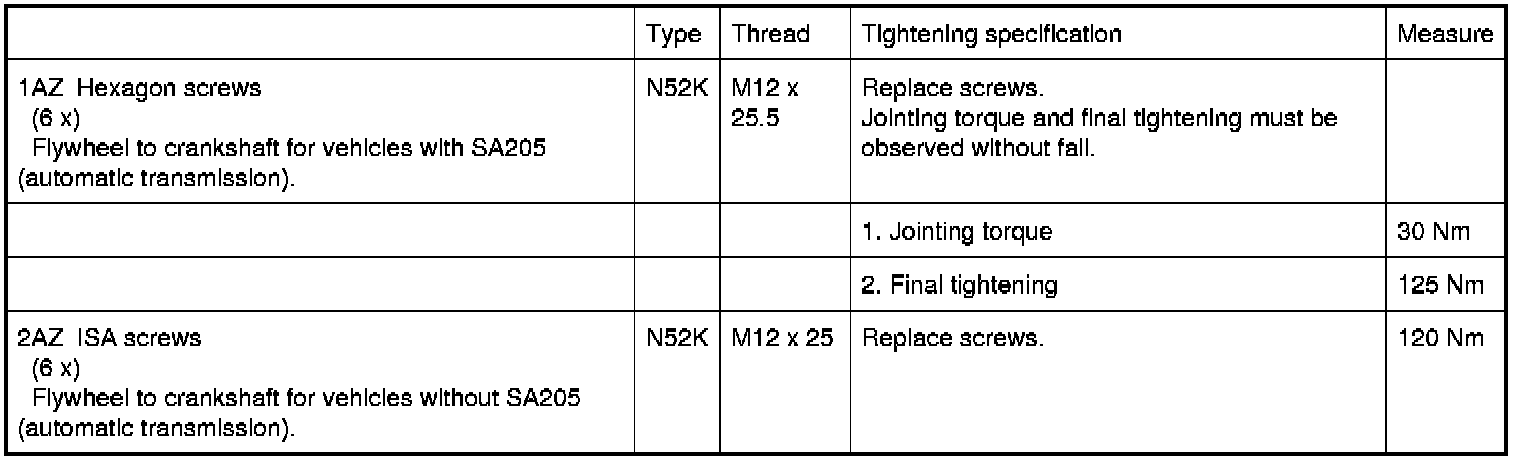 Type Thread Tightening specification Measure
1AZ Hexagon screws N52K M12 x Replace screws.
(6 x) 25.5 Jointing torque and final tightening must be
Flywheel to crankshaft for vehicles with SA205 observed without fail.
(automatic transmission).
1. Jointing torque 30 Nm
2. Final tightening 125 Nm
2AZ ISA screws N52K M12 x 25 Replace screws. 120 Nm
(6 x)
Flywheel to crankshaft for vehicles without SA205
(automatic transmission).